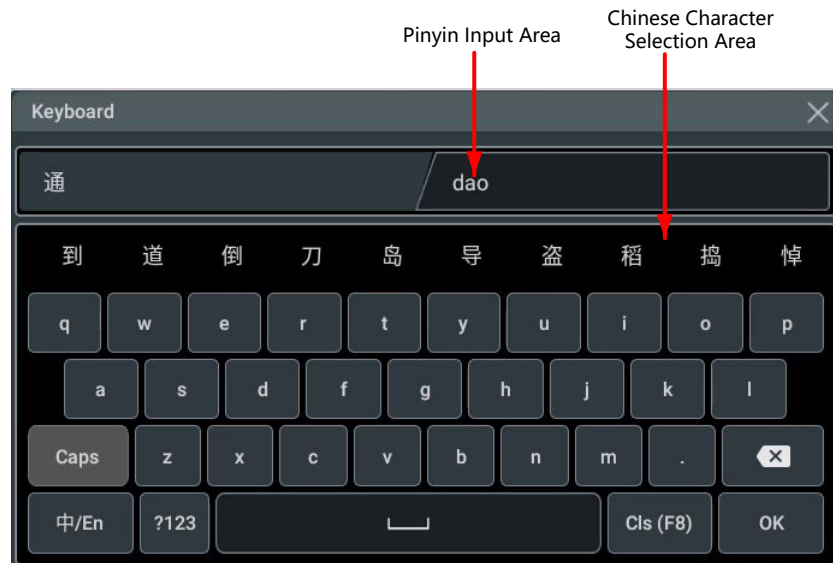 Pinyin Input Area
Chinese Character
Selection Area
Keyboard
通 dao
到 道 倒 刀 岛 导 盗 稻 捣 悼
q w e r t y u i o p
a s d f g h j k l
Caps z x c v b n m .
中/En ?123 Cls (F8) OK